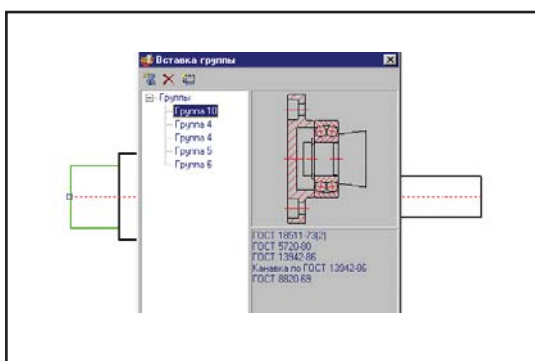 Вставка группы
Группы
Группа 10
Группа 4
Группа 4
Группа 5
Группа 6
ГОСТ 18511-73(2)
ГОСТ 5720-80
ГОСТ 13942-86
Канавка по ГОСТ 13942-86
ГОСТ 8820-69